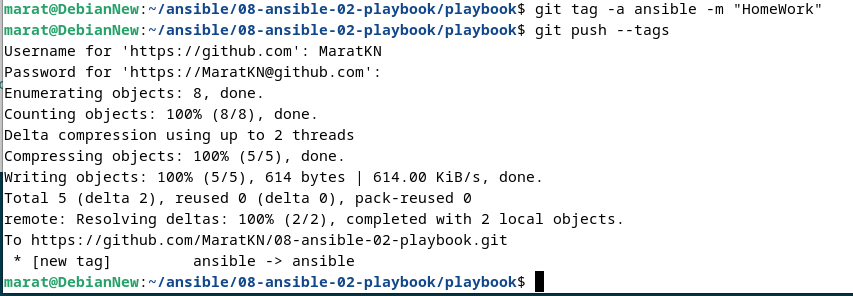 marat@DebianNew:~/ansible/08-ansible-02-playbook/playbook$ git tag -a ansible -m "HomeWork"
marat@DebianNew:~/ansible/08-ansible-02-playbook/playbook$ git push --tags
Username for 'https://github.com': MaratKN
Password for 'https://MaratKN@github.com':
Enumerating objects: 8, done.
Counting objects: 100% (8/8), done.
Delta compression using up to 2 threads
Compressing objects: 100% (5/5), done.
Writing objects: 100% (5/5), 614 bytes | 614.00 KiB/s, done.
Total 5 (delta 2), reused 0 (delta 0), pack-reused 0
remote: Resolving deltas: 100% (2/2), completed with 2 local objects.
To https://github.com/MaratKN/08-ansible-02-playbook.git
 * [new tag]         ansible -> ansible
marat@DebianNew:~/ansible/08-ansible-02-playbook/playbook$